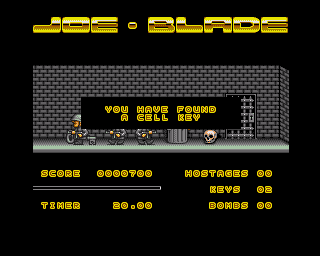 JOE · BLADE
YOU HAVE FOUND
A CELL KEY
SCORE 0000700 HOSTAGES 00
KEYS 02
TIMER 20.00 BOMBS 00